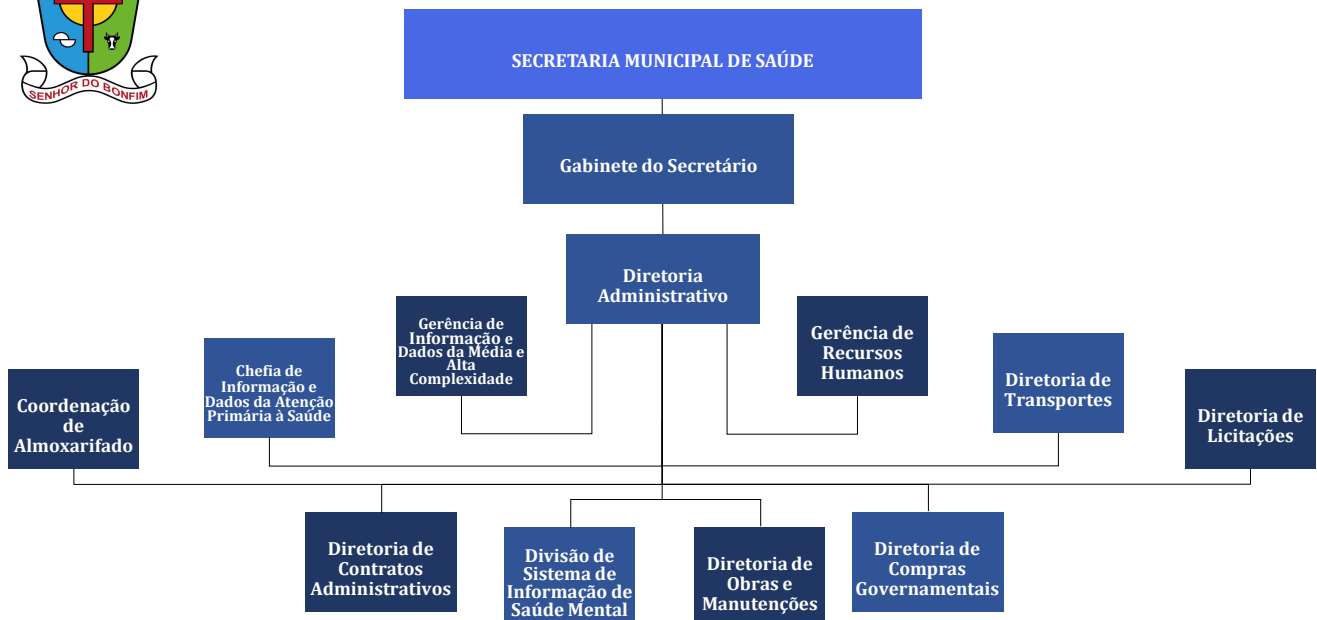 SENHOR DO BONFIM
SECRETARIA MUNICIPAL DE SAÚDE
Gabinete do Secretário
Diretoria
Administrativo
Gerência de
Informação e
Dados da Média e
Alta
Complexidade
Gerência de
Recursos
Humanos
Chefia de
Informação e
Dados da Atenção
Primária à Saúde
Diretoria de
Transportes
Coordenação
de
Almoxarifado
Diretoria de
Licitações
Diretoria de
Contratos
Administrativos
Divisão de
Sistema de
Informação de
Saúde Mental
Diretoria de
Obras e
Manutenções
Diretoria de
Compras
Governamentais